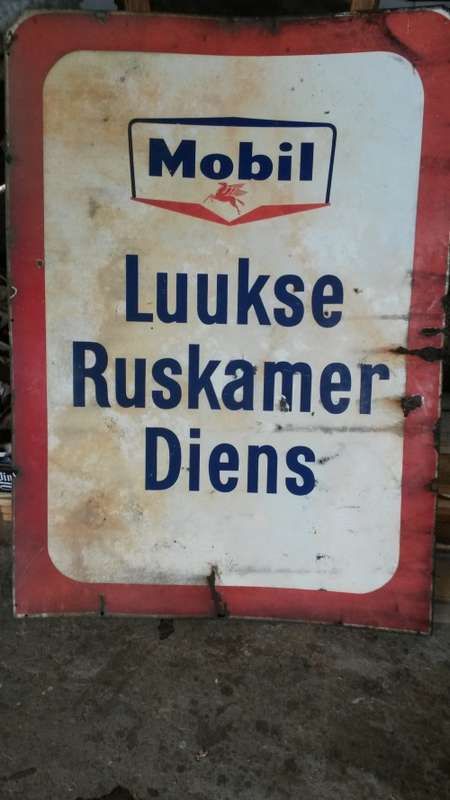 Mobil
Luukse
Ruskamer
Diens